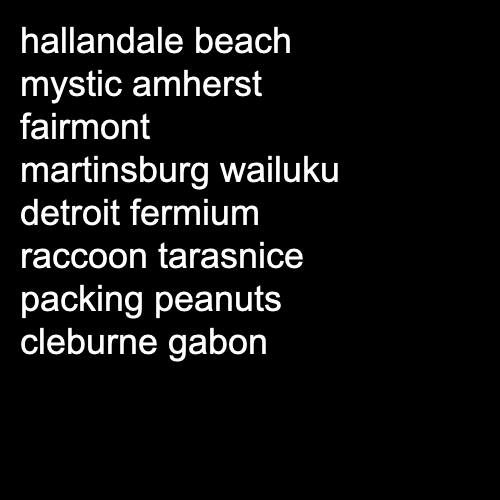 hallandale beach
mystic amherst
fairmont
martinsburg wailuku
detroit fermium
raccoon tarasnice
packing peanuts
cleburne gabon